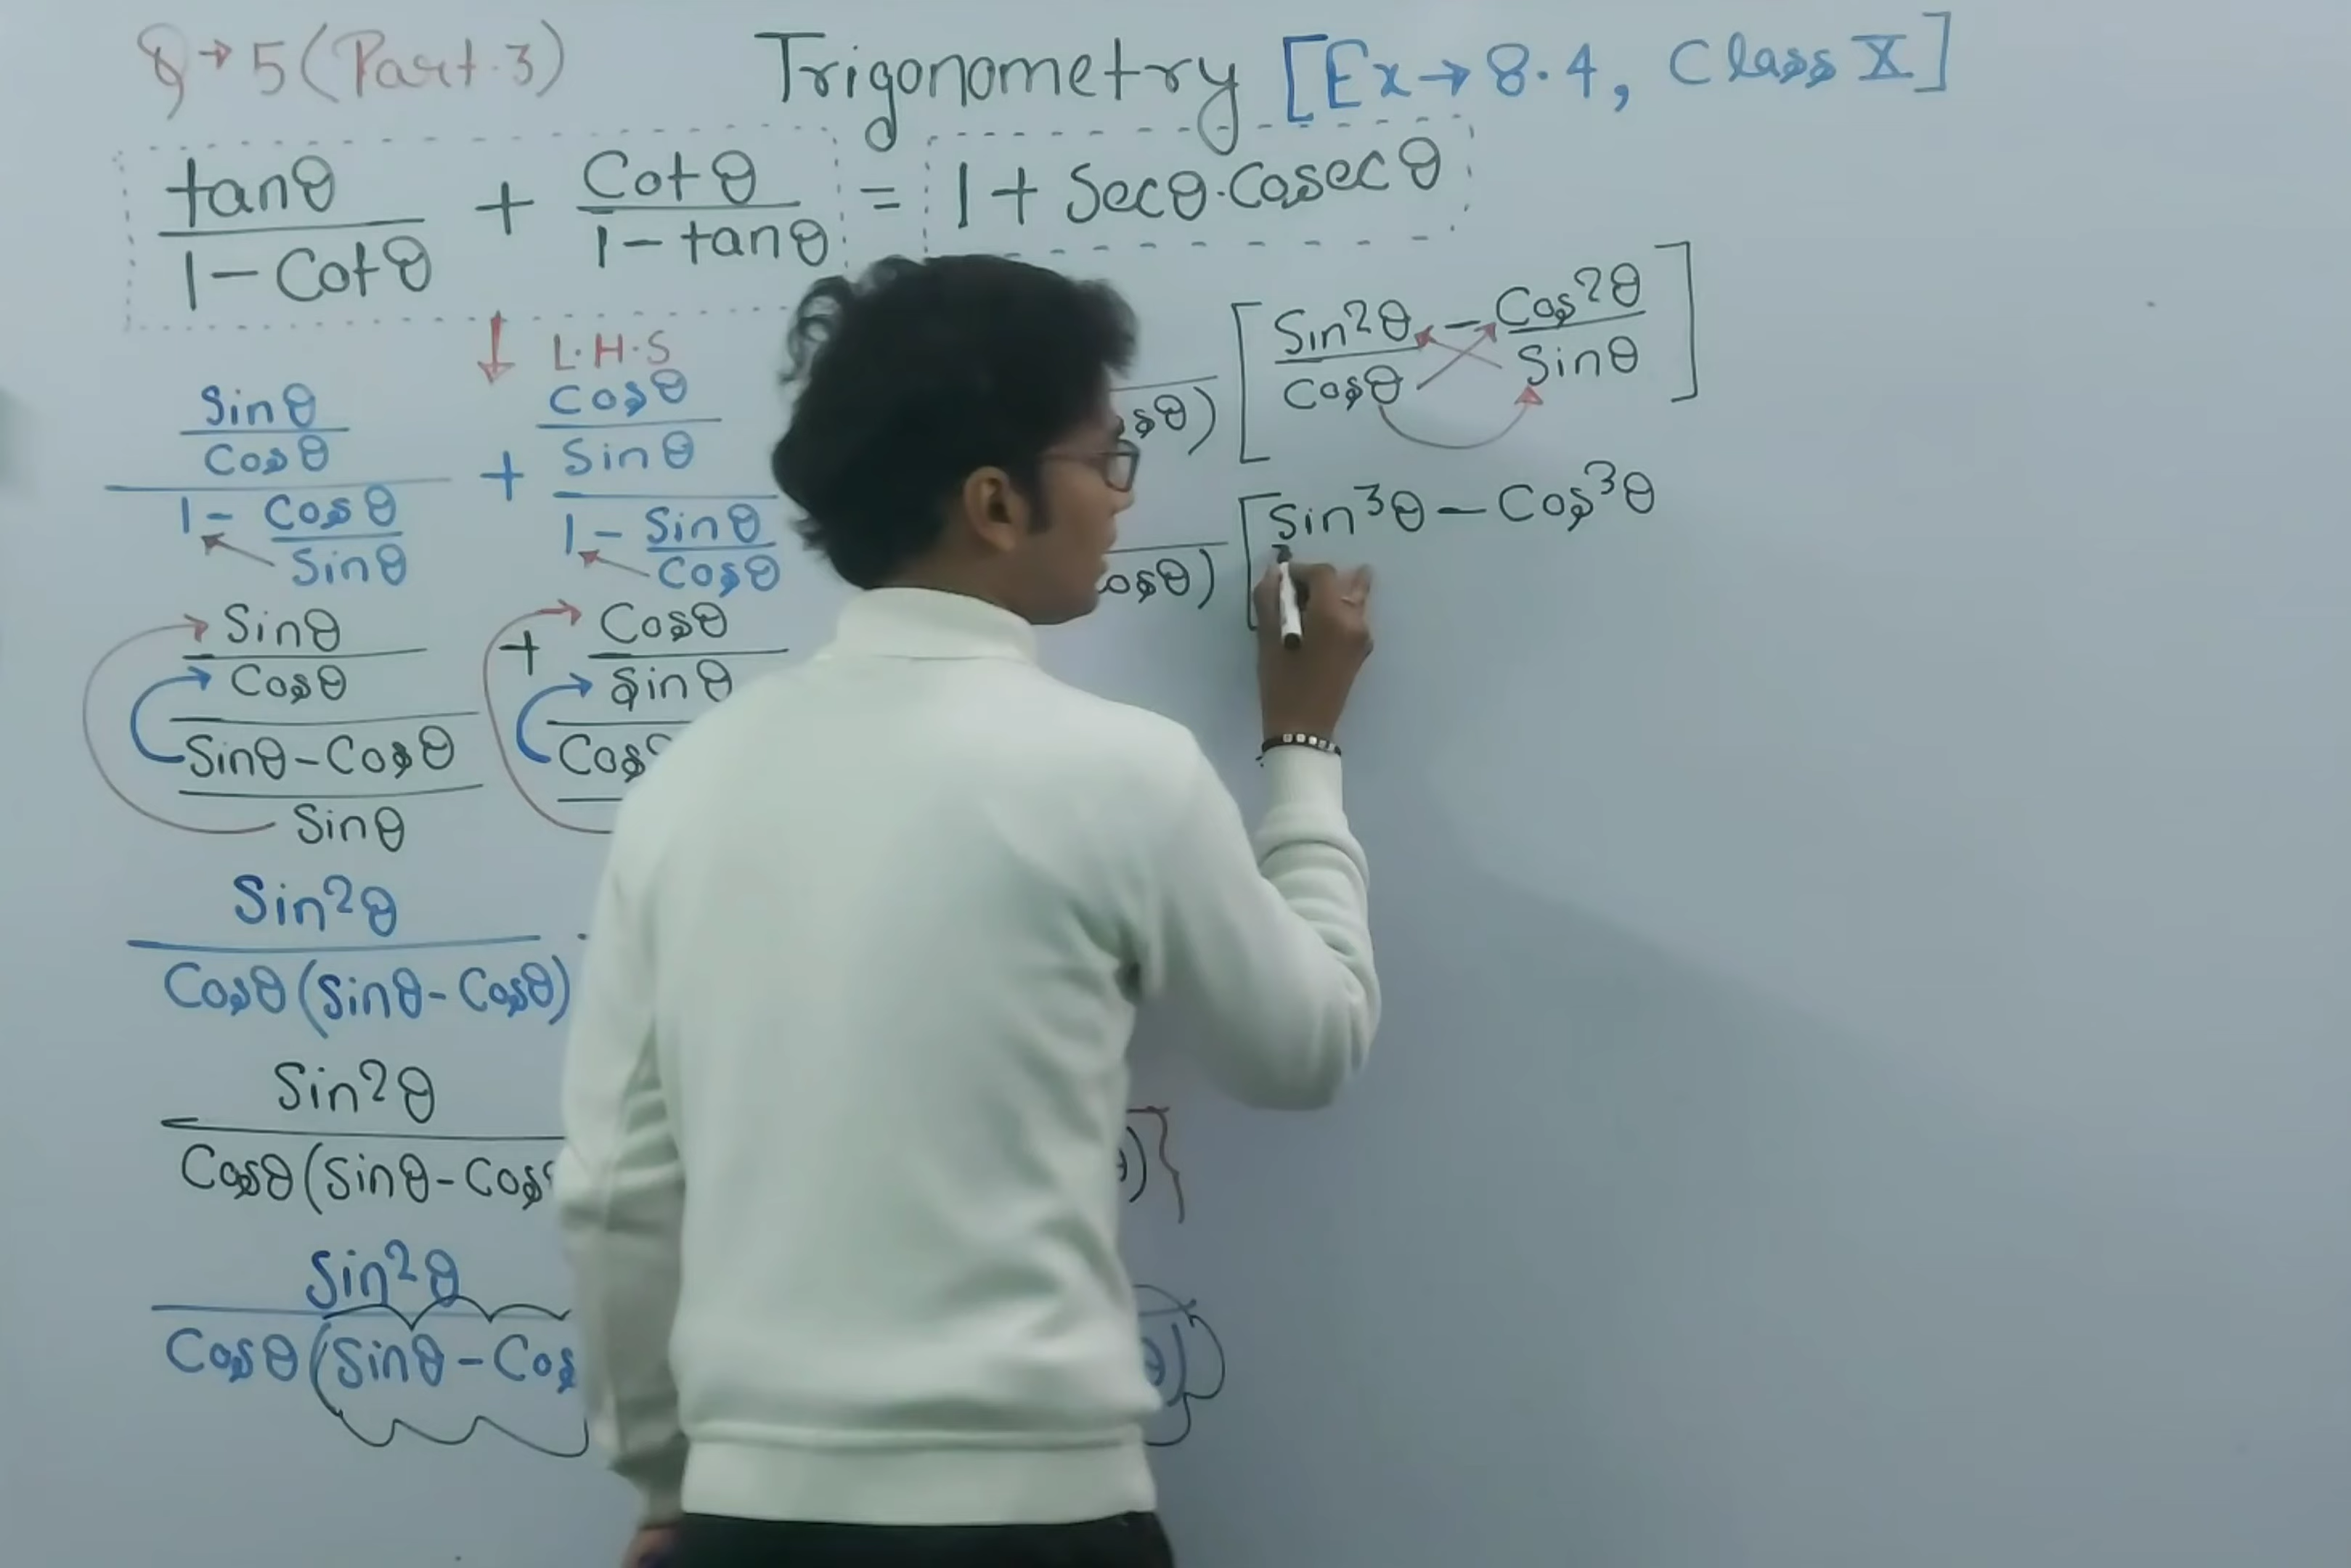 Q→5(Part.3)
Trigonometry [Ex→8.4, Class X]
tanθ/1-Cotθ + Cotθ/1-tanθ = 1+Secθ.Cosecθ
↓ L.H.S
Sinθ/Cosθ + Cosθ/Sinθ
1-Cosθ/Sinθ 1-Sinθ/Cosθ
Sinθ/Cosθ + Cosθ/Sinθ
Sinθ-Cosθ
Sinθ
Sin²θ
Cosθ(Sinθ-Cosθ)
Sin²θ
Cosθ(Sinθ-Cos
Sin²θ
Cosθ(Sinθ-Cos
[Sin²θ/Cosθ - Cos²θ/Sinθ]
[Sin³θ-Cos³θ